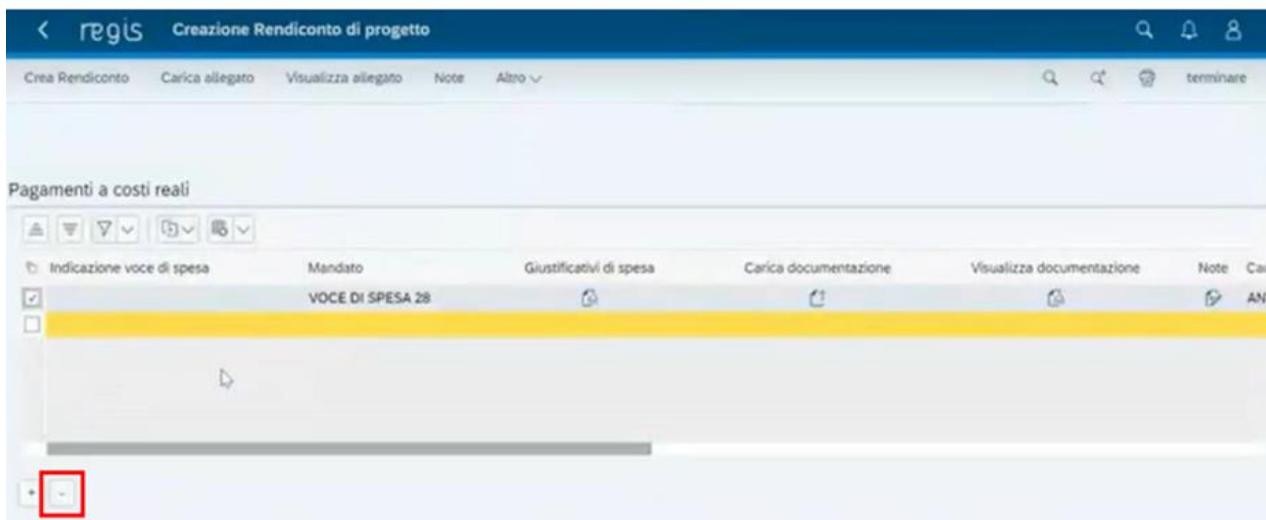 regis Creazione Rendiconto di progetto
Crea Rendiconto Carica allegato Visualizza allegato Note Altro terminare
Pagamenti a costi reali
Indicazione voce di spesa Mandato Giustificativi di spesa Carica documentazione Visualizza documentazione Note Ca
VOCE DI SPESA 28 AN
+ -